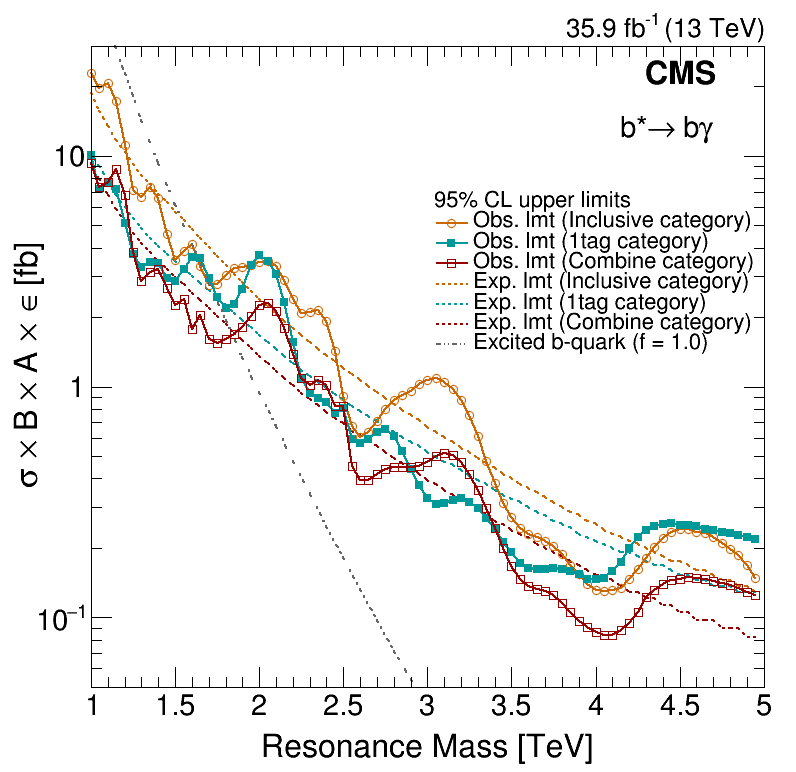 35.9 fb⁻¹ (13 TeV)
CMS
b*→ bγ
95% CL upper limits
Obs. lmt (Inclusive category)
Obs. lmt (1tag category)
Obs. lmt (Combine category)
Exp. lmt (Inclusive category)
Exp. lmt (1tag category)
Exp. lmt (Combine category)
Excited b-quark (f = 1.0)
σ × B × A × ϵ [fb]
10
1
10⁻¹
1 1.5 2 2.5 3 3.5 4 4.5 5
Resonance Mass [TeV]